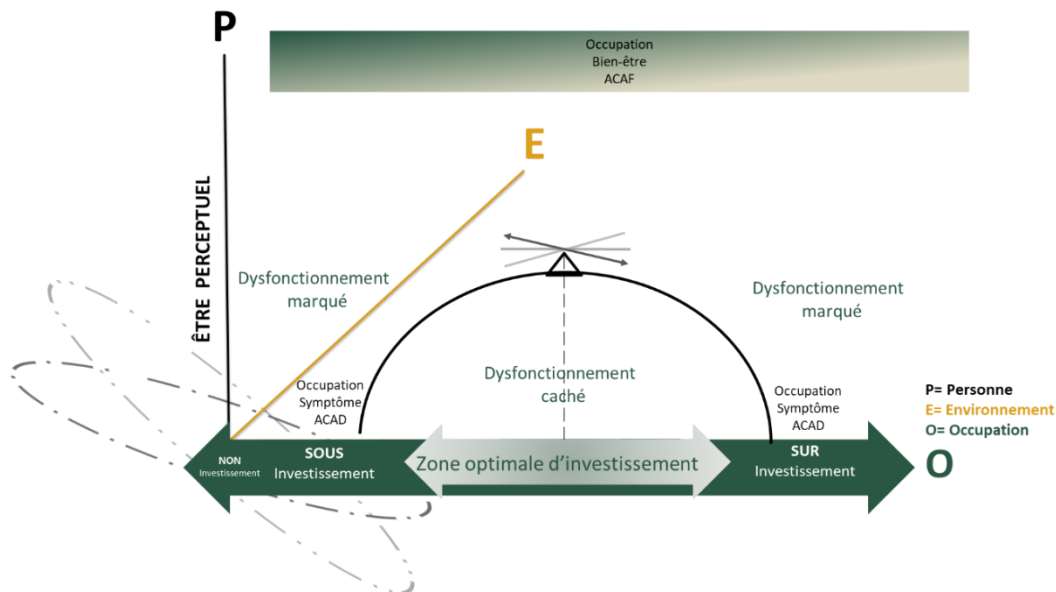 P
Occupation
Bien-être
ACAF
E
ÊTRE PERCEPTUEL
Dysfonctionnement
marqué
Dysfonctionnement
marqué
Dysfonctionnement
caché
Occupation
Symptôme
ACAD
Occupation
Symptôme
ACAD
P= Personne
E= Environnement
O= Occupation
NON
Investissement
SOUS
Investissement
Zone optimale d’investissement
SUR
Investissement
O